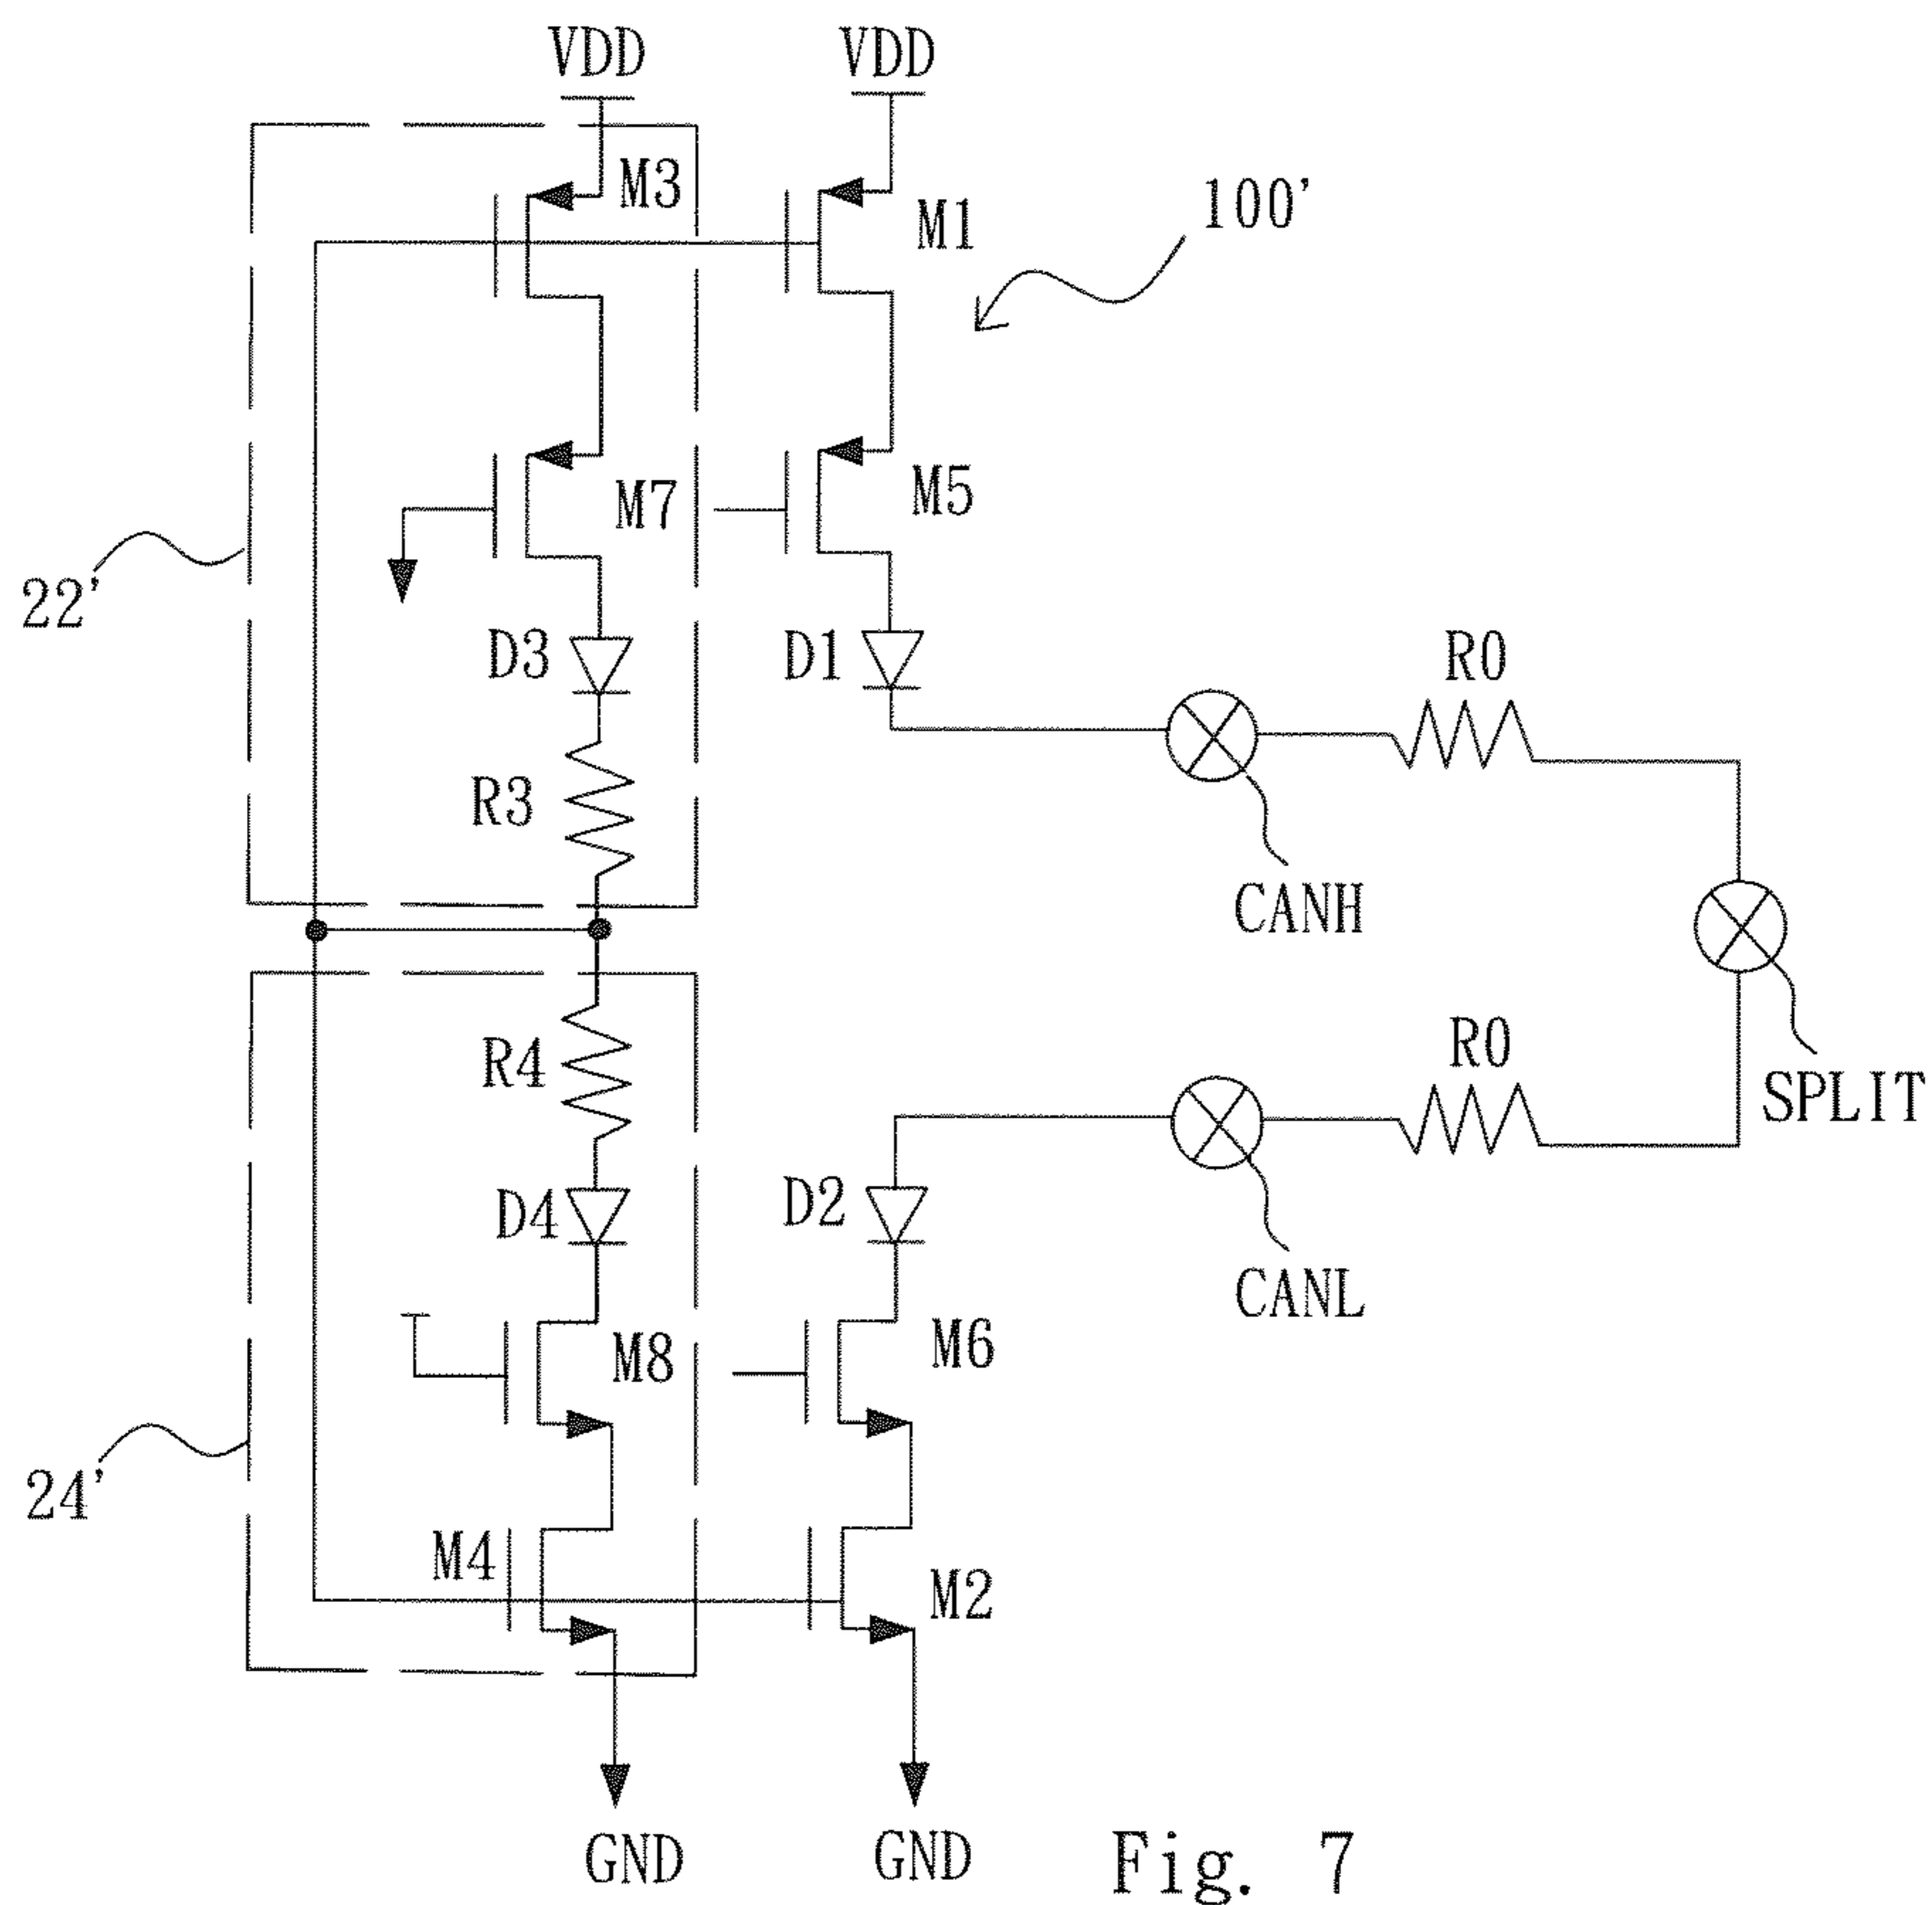 VDD VDD
M3
M1
100'
M7
M5
22'
D3
D1
R0
R3
CANH
R4
R0
SPLIT
D4
D2
CANL
M8
M6
24'
M4
M2
GND GND
Fig. 7